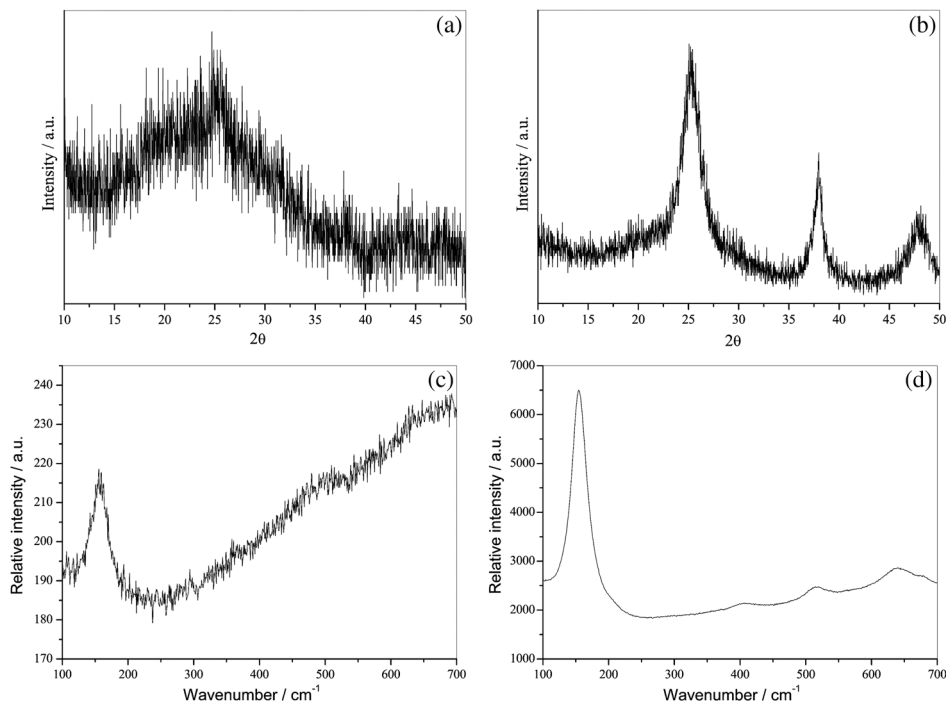 (a)
Intensity / a.u.
10 15 20 25 30 35 40 45 50
2θ
(b)
Intensity / a.u.
10 15 20 25 30 35 40 45 50
2θ
(c)
Relative intensity / a.u.
240
230
220
210
200
190
180
170
100 200 300 400 500 600 700
Wavenumber / cm⁻¹
(d)
Relative intensity / a.u.
7000
6000
5000
4000
3000
2000
1000
100 200 300 400 500 600 700
Wavenumber / cm⁻¹